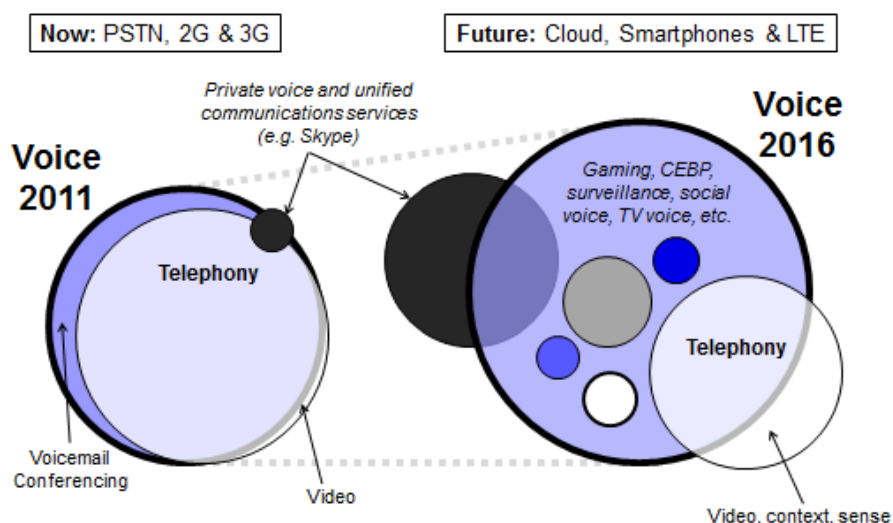 Now: PSTN, 2G & 3G
Future: Cloud, Smartphones & LTE
Private voice and unified
communications services
(e.g. Skype)
Voice
2011
Voice
2016
Gaming, CEBP,
surveillance, social
voice, TV voice, etc.
Telephony
Telephony
Voicemail
Conferencing
Video
Video, context, sense